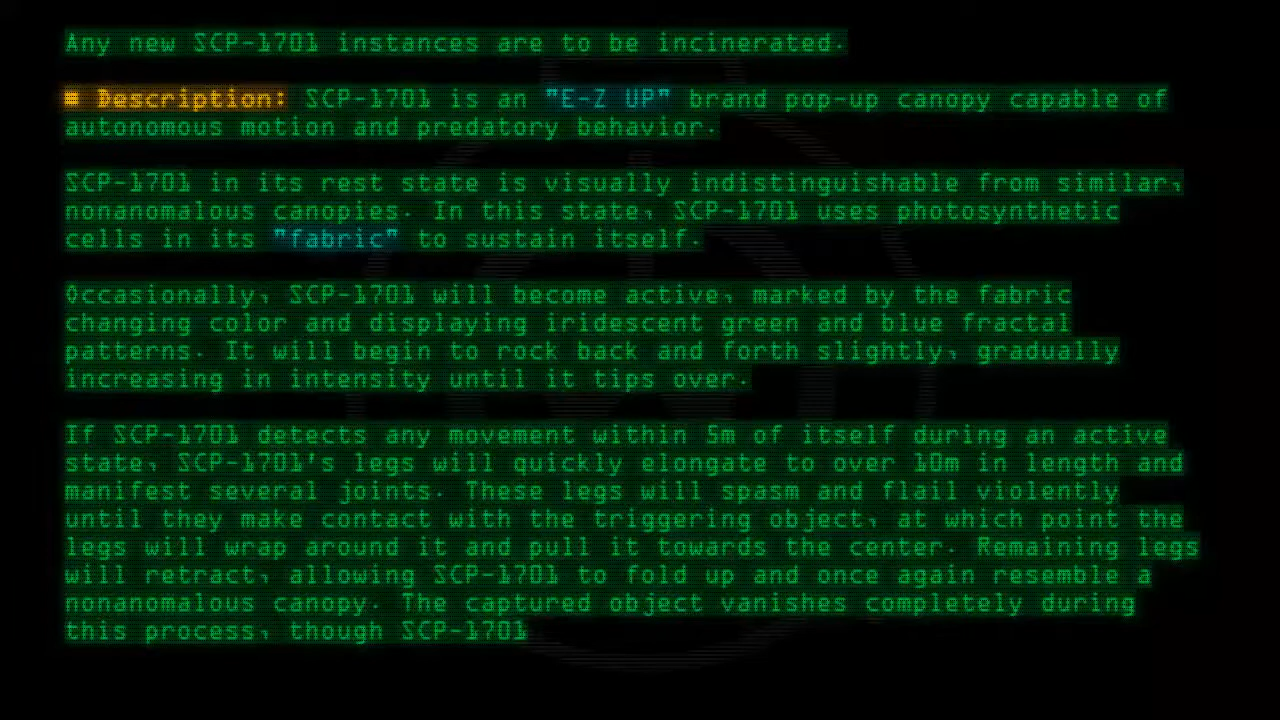 Any new SCP-1701 instances are to be incinerated.
■ Description: SCP-1701 is an "E-Z UP" brand pop-up canopy capable of
autonomous motion and predatory behavior.
SCP-1701 in its rest state is visually indistinguishable from similar,
nonanomalous canopies. In this state, SCP-1701 uses photosynthetic
cells in its "fabric" to sustain itself.
Occasionally, SCP-1701 will become active, marked by the fabric
changing color and displaying iridescent green and blue fractal
patterns. It will begin to rock back and forth slightly, gradually
increasing in intensity until it tips over.
If SCP-1701 detects any movement within 5m of itself during an active
state, SCP-1701's legs will quickly elongate to over 10m in length and
manifest several joints. These legs will spasm and flail violently
until they make contact with the triggering object, at which point the
legs will wrap around it and pull it towards the center. Remaining legs
will retract, allowing SCP-1701 to fold up and once again resemble a
nonanomalous canopy. The captured object vanishes completely during
this process, though SCP-1701